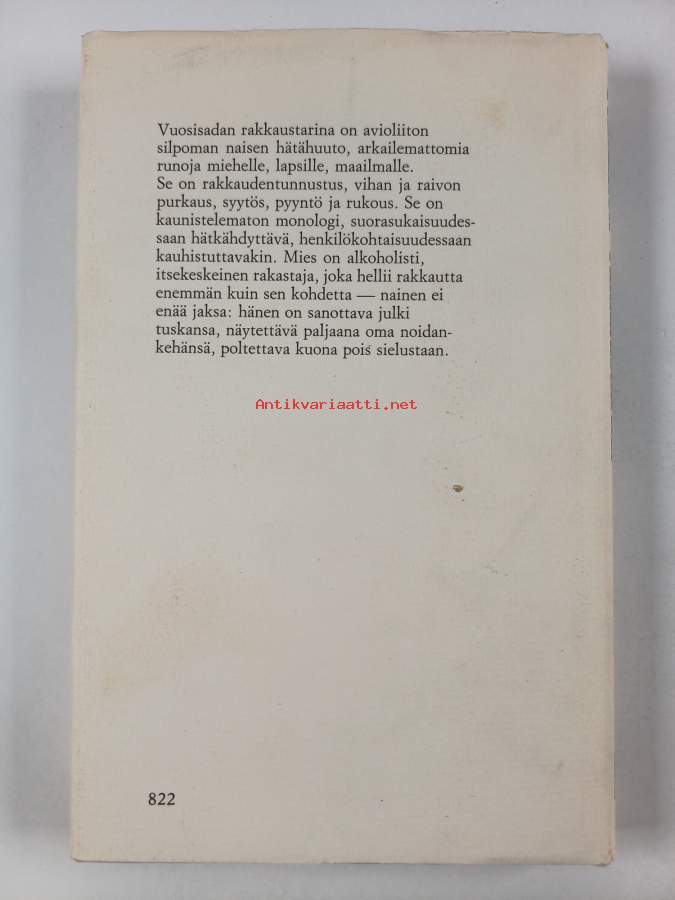 Vuosisadan rakkaustarina on avioliiton
silpoman naisen hätähuuto, arkailemattomia
runoja miehelle, lapsille, maailmalle.
Se on rakkaudentunnustus, vihan ja raivon
purkaus, syytös, pyyntö ja rukous. Se on
kaunistelematon monologi, suorasukaisuudes-
saan hätkähdyttävä, henkilökohtaisuudessaan
kauhistuttavakin. Mies on alkoholisti,
itsekeskeinen rakastaja, joka hellii rakkautta
enemmän kuin sen kohdetta — nainen ei
enää jaksa: hänen on sanottava julki
tuskansa, näytettävä paljaana oma noidan-
kehänsä, poltettava kuona pois sielustaan.
Antikvariaatti.net
822